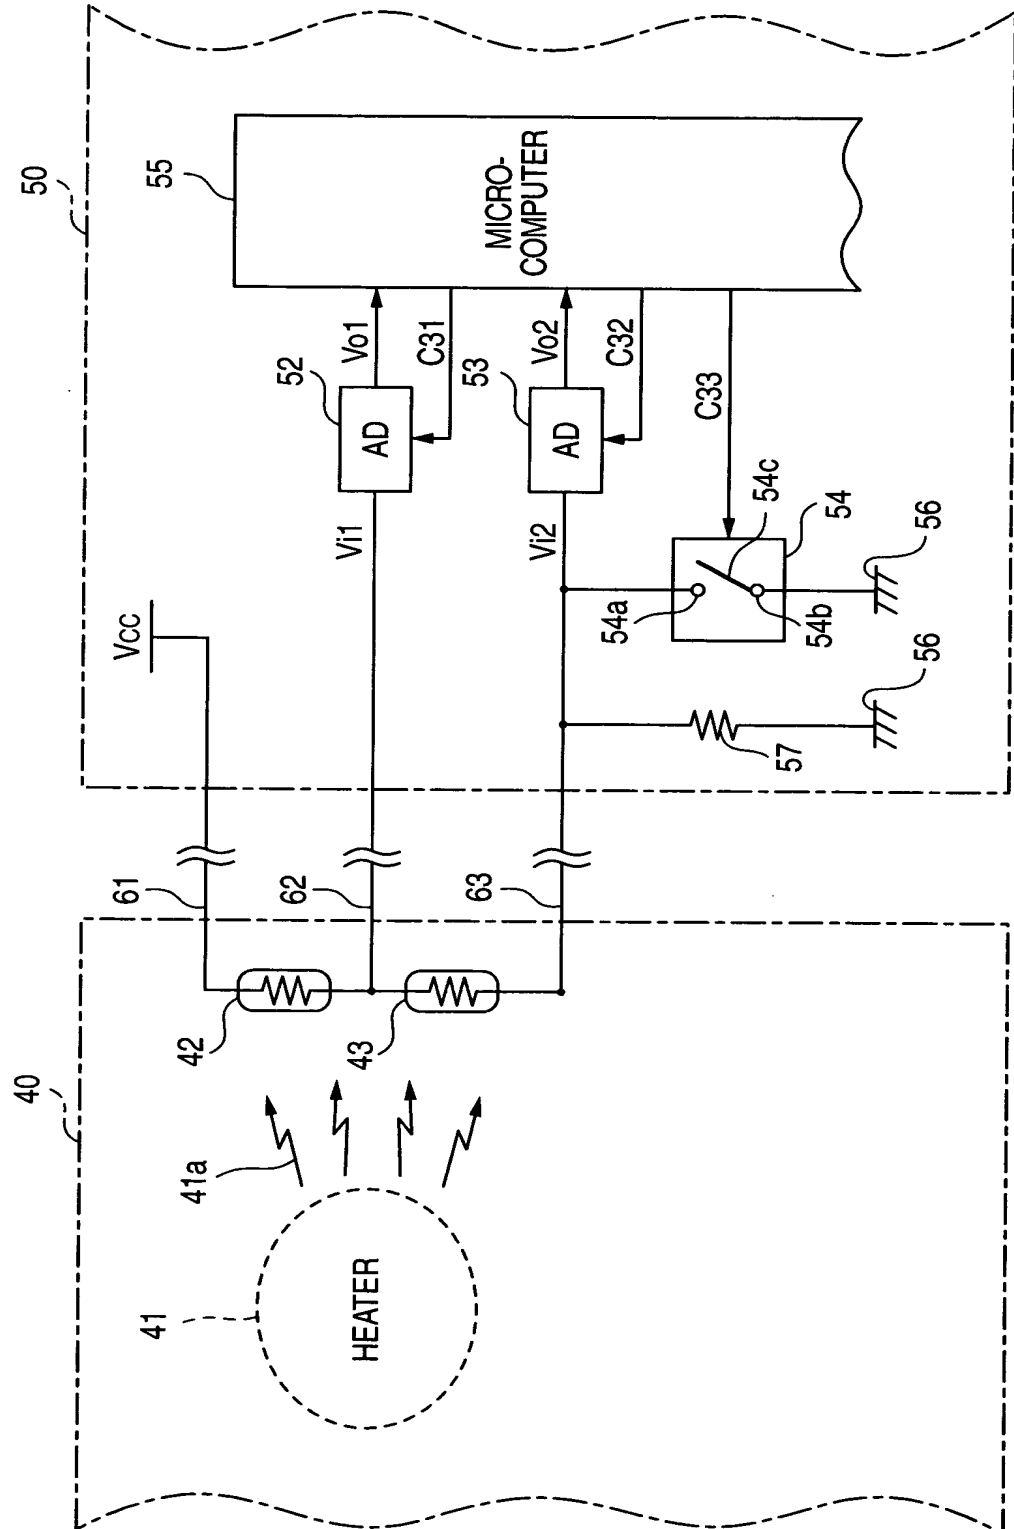 40
41
HEATER
41a
42
43
61
62
63
50
Vcc
Vi1
52
AD
Vo1
C31
Vi2
53
AD
Vo2
C32
55
MICRO-
COMPUTER
C33
54a
54c
54b
54
56
57
56